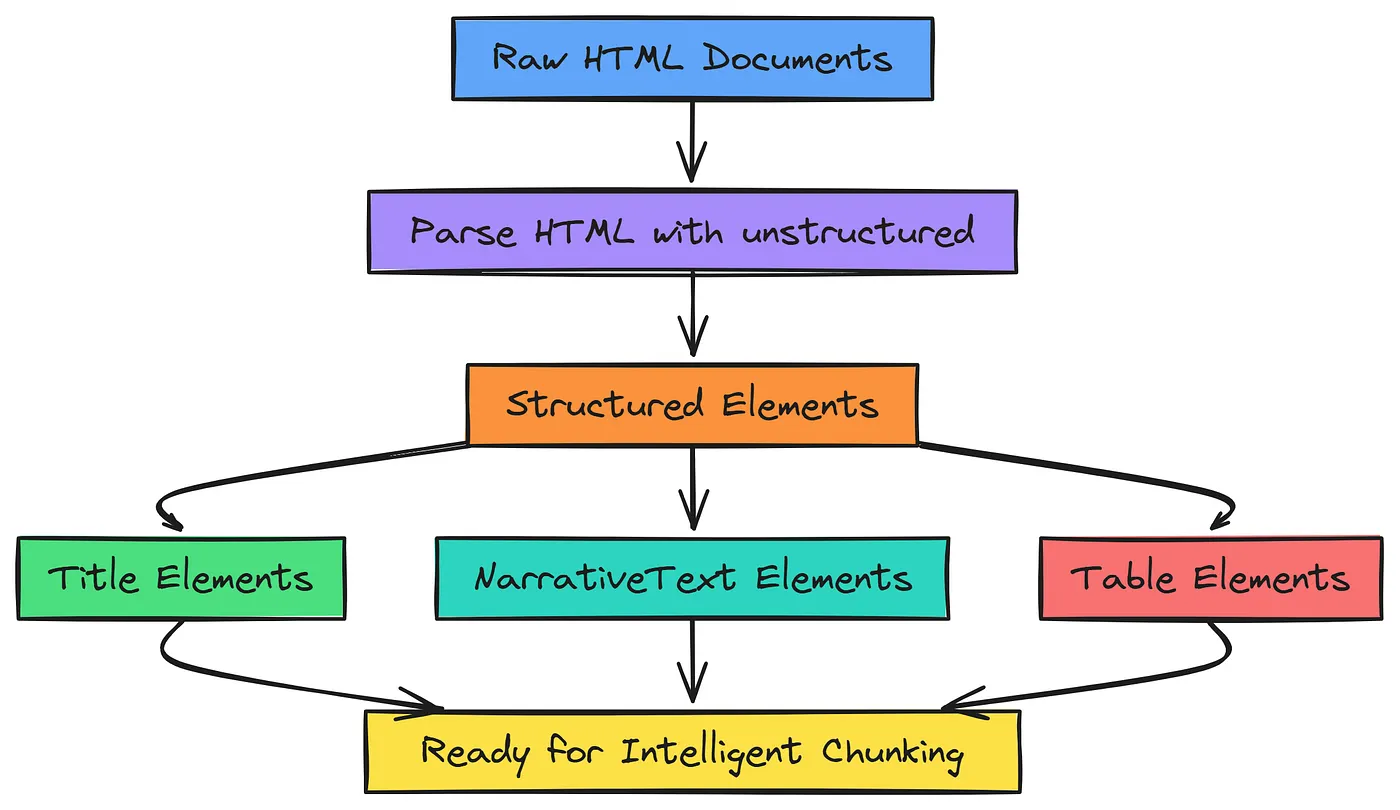 Raw HTML Documents
Parse HTML with unstructured
Structured Elements
Title Elements
NarrativeText Elements
Table Elements
Ready for Intelligent Chunking